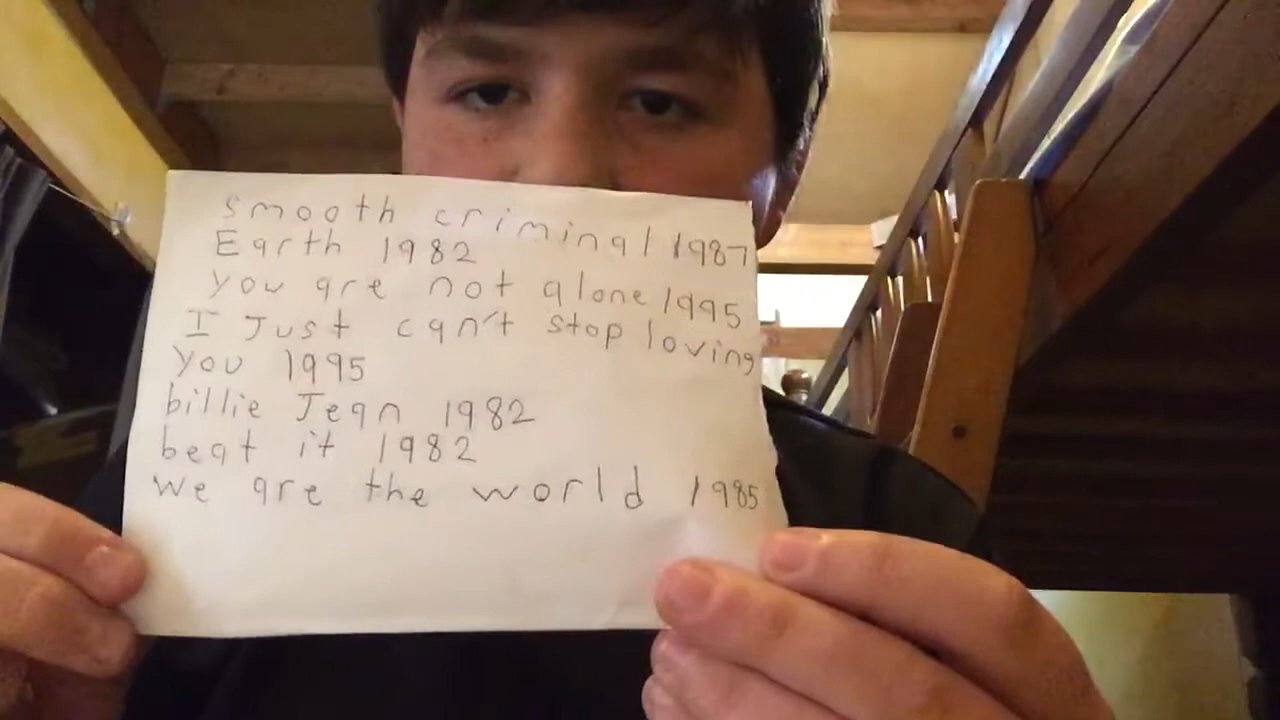 smooth criminal 1987
Earth 1982
you are not alone 1995
I Just can't stop loving
you 1995
billie Jean 1982
beat it 1982
we are the world 1985